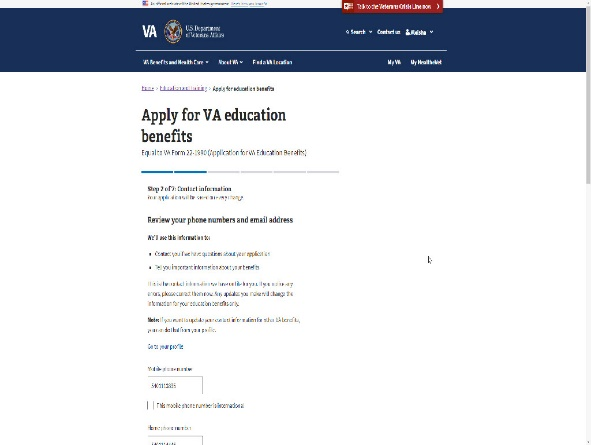 An official website of the United States government
Talk to the Veterans Crisis Line now
VA
U.S. Department
of Veterans Affairs
Search
Contact us
VA Benefits and Health Care
About VA
Find a VA Location
My VA
My HealtheVet
Home › Education and training › Apply for education benefits
Apply for VA education
benefits
Equal to VA Form 22-1990 (Application for VA Education Benefits)
Step 2 of 7: Contact information
Your application will be saved on every change.
Review your phone numbers and email address
We'll use this information to:
Contact you if we have questions about your application
Tell you important information about your benefits
This is the contact information we have on file for you. If you notice any
errors, please correct them now. Any updates you make will change the
information for your education benefits only.
Note: If you want to update your contact information for other VA benefits,
you can do that from your profile.
Go to your profile
Mobile phone number
This mobile phone number is international
Home phone number